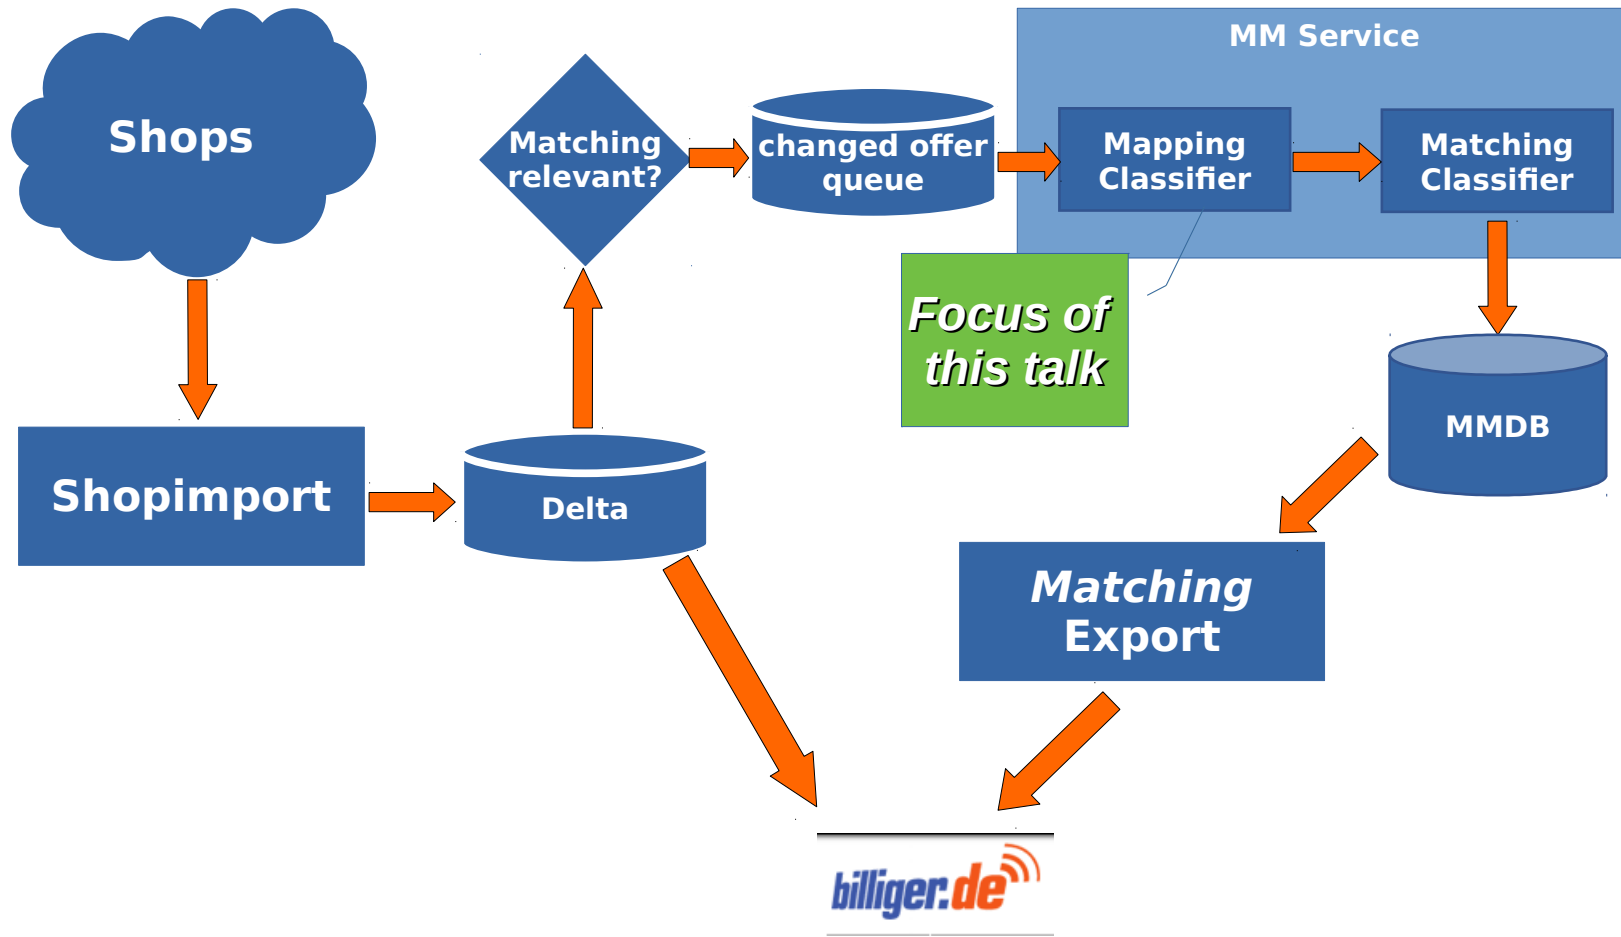 Shops
MM Service
Matching
relevant?
changed offer
queue
Mapping
Classifier
Matching
Classifier
Focus of
this talk
MMDB
Shopimport
Delta
Matching
Export
billiger.de